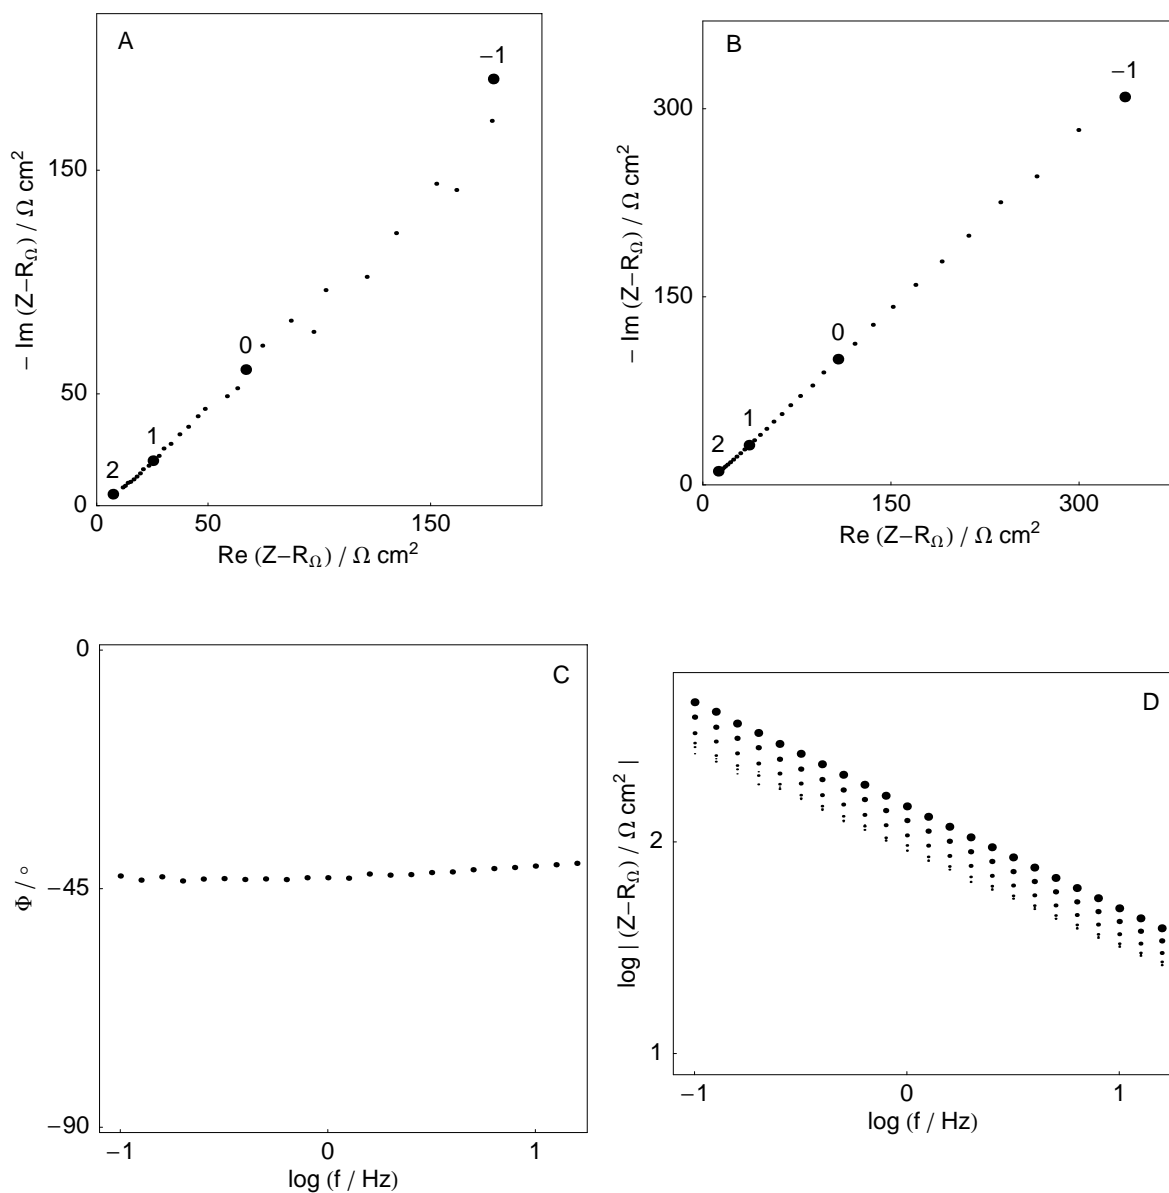 A
−1
150
0
50
1
2
0
0
50
150
− Im (Z−RΩ) / Ω cm²
Re (Z−RΩ) / Ω cm²
B
−1
300
0
150
1
2
0
0
150
300
− Im (Z−RΩ) / Ω cm²
Re (Z−RΩ) / Ω cm²
0
C
−45
−90
−1
0
1
Φ / °
log (f / Hz)
D
2
1
−1
0
1
log | (Z−RΩ) / Ω cm² |
log (f / Hz)